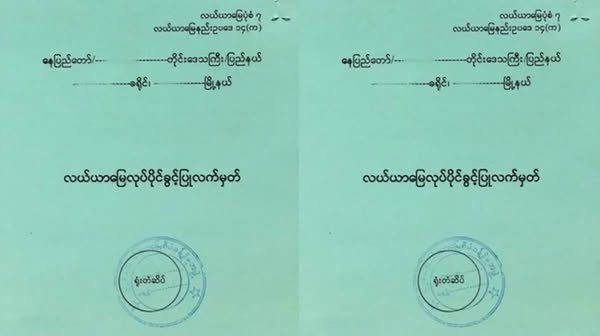 လယ်ယာမြေပုံစံ ၇
လယ်ယာမြေနည်းဥပဒေ ၁၄(က)
နေပြည်တော်/---------------တိုင်းဒေသကြီး/ပြည်နယ်
---------------ခရိုင်၊ ---------------မြို့နယ်
လယ်ယာမြေလုပ်ပိုင်ခွင့်ပြုလက်မှတ်
ရုံးတံဆိပ်
လယ်ယာမြေပုံစံ ၇
လယ်ယာမြေနည်းဥပဒေ ၁၄(က)
နေပြည်တော်/---------------တိုင်းဒေသကြီး/ပြည်နယ်
---------------ခရိုင်၊ ---------------မြို့နယ်
လယ်ယာမြေလုပ်ပိုင်ခွင့်ပြုလက်မှတ်
ရုံးတံဆိပ်